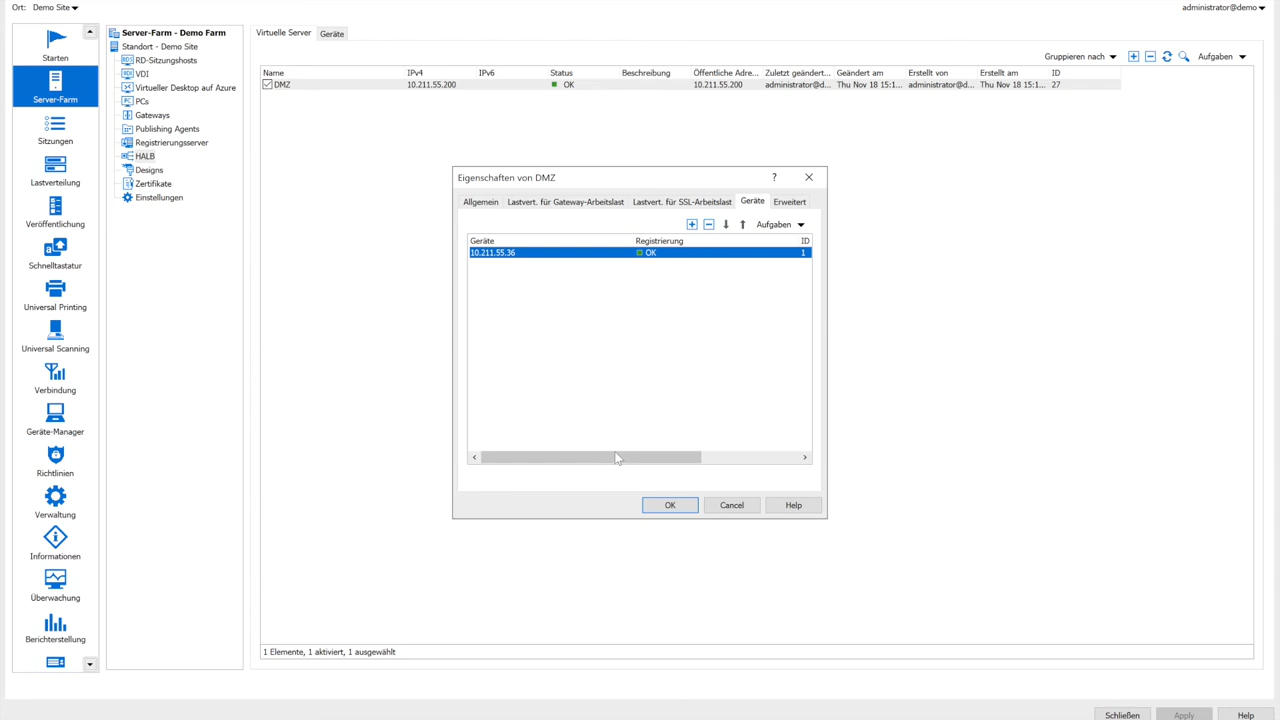 Ort: Demo Site
administrator@demo
Starten
Server-Farm
Sitzungen
Lastverteilung
Veröffentlichung
Schnelltastatur
Universal Printing
Universal Scanning
Verbindung
Geräte-Manager
Richtlinien
Verwaltung
Informationen
Überwachung
Berichterstellung
Server-Farm - Demo Farm
Standort - Demo Site
RD-Sitzungshosts
VDI
Virtueller Desktop auf Azure
PCs
Gateways
Publishing Agents
Registrierungsserver
HALB
Designs
Zertifikate
Einstellungen
Virtuelle Server Geräte
Gruppieren nach Aufgaben
Name IPv4 IPv6 Status Beschreibung Öffentliche Adre... Zuletzt geändert... Geändert am Erstellt von Erstellt am ID
DMZ 10.211.55.200 OK 10.211.55.200 administrator@d... Thu Nov 18 15:1... administrator@d... Thu Nov 18 15:1... 27
Eigenschaften von DMZ ?
Allgemein Lastvert. für Gateway-Arbeitslast Lastvert. für SSL-Arbeitslast Geräte Erweitert
Aufgaben
Geräte Registrierung ID
10.211.55.36 OK 1
OK Cancel Help
1 Elemente, 1 aktiviert, 1 ausgewählt
Schließen Apply Help